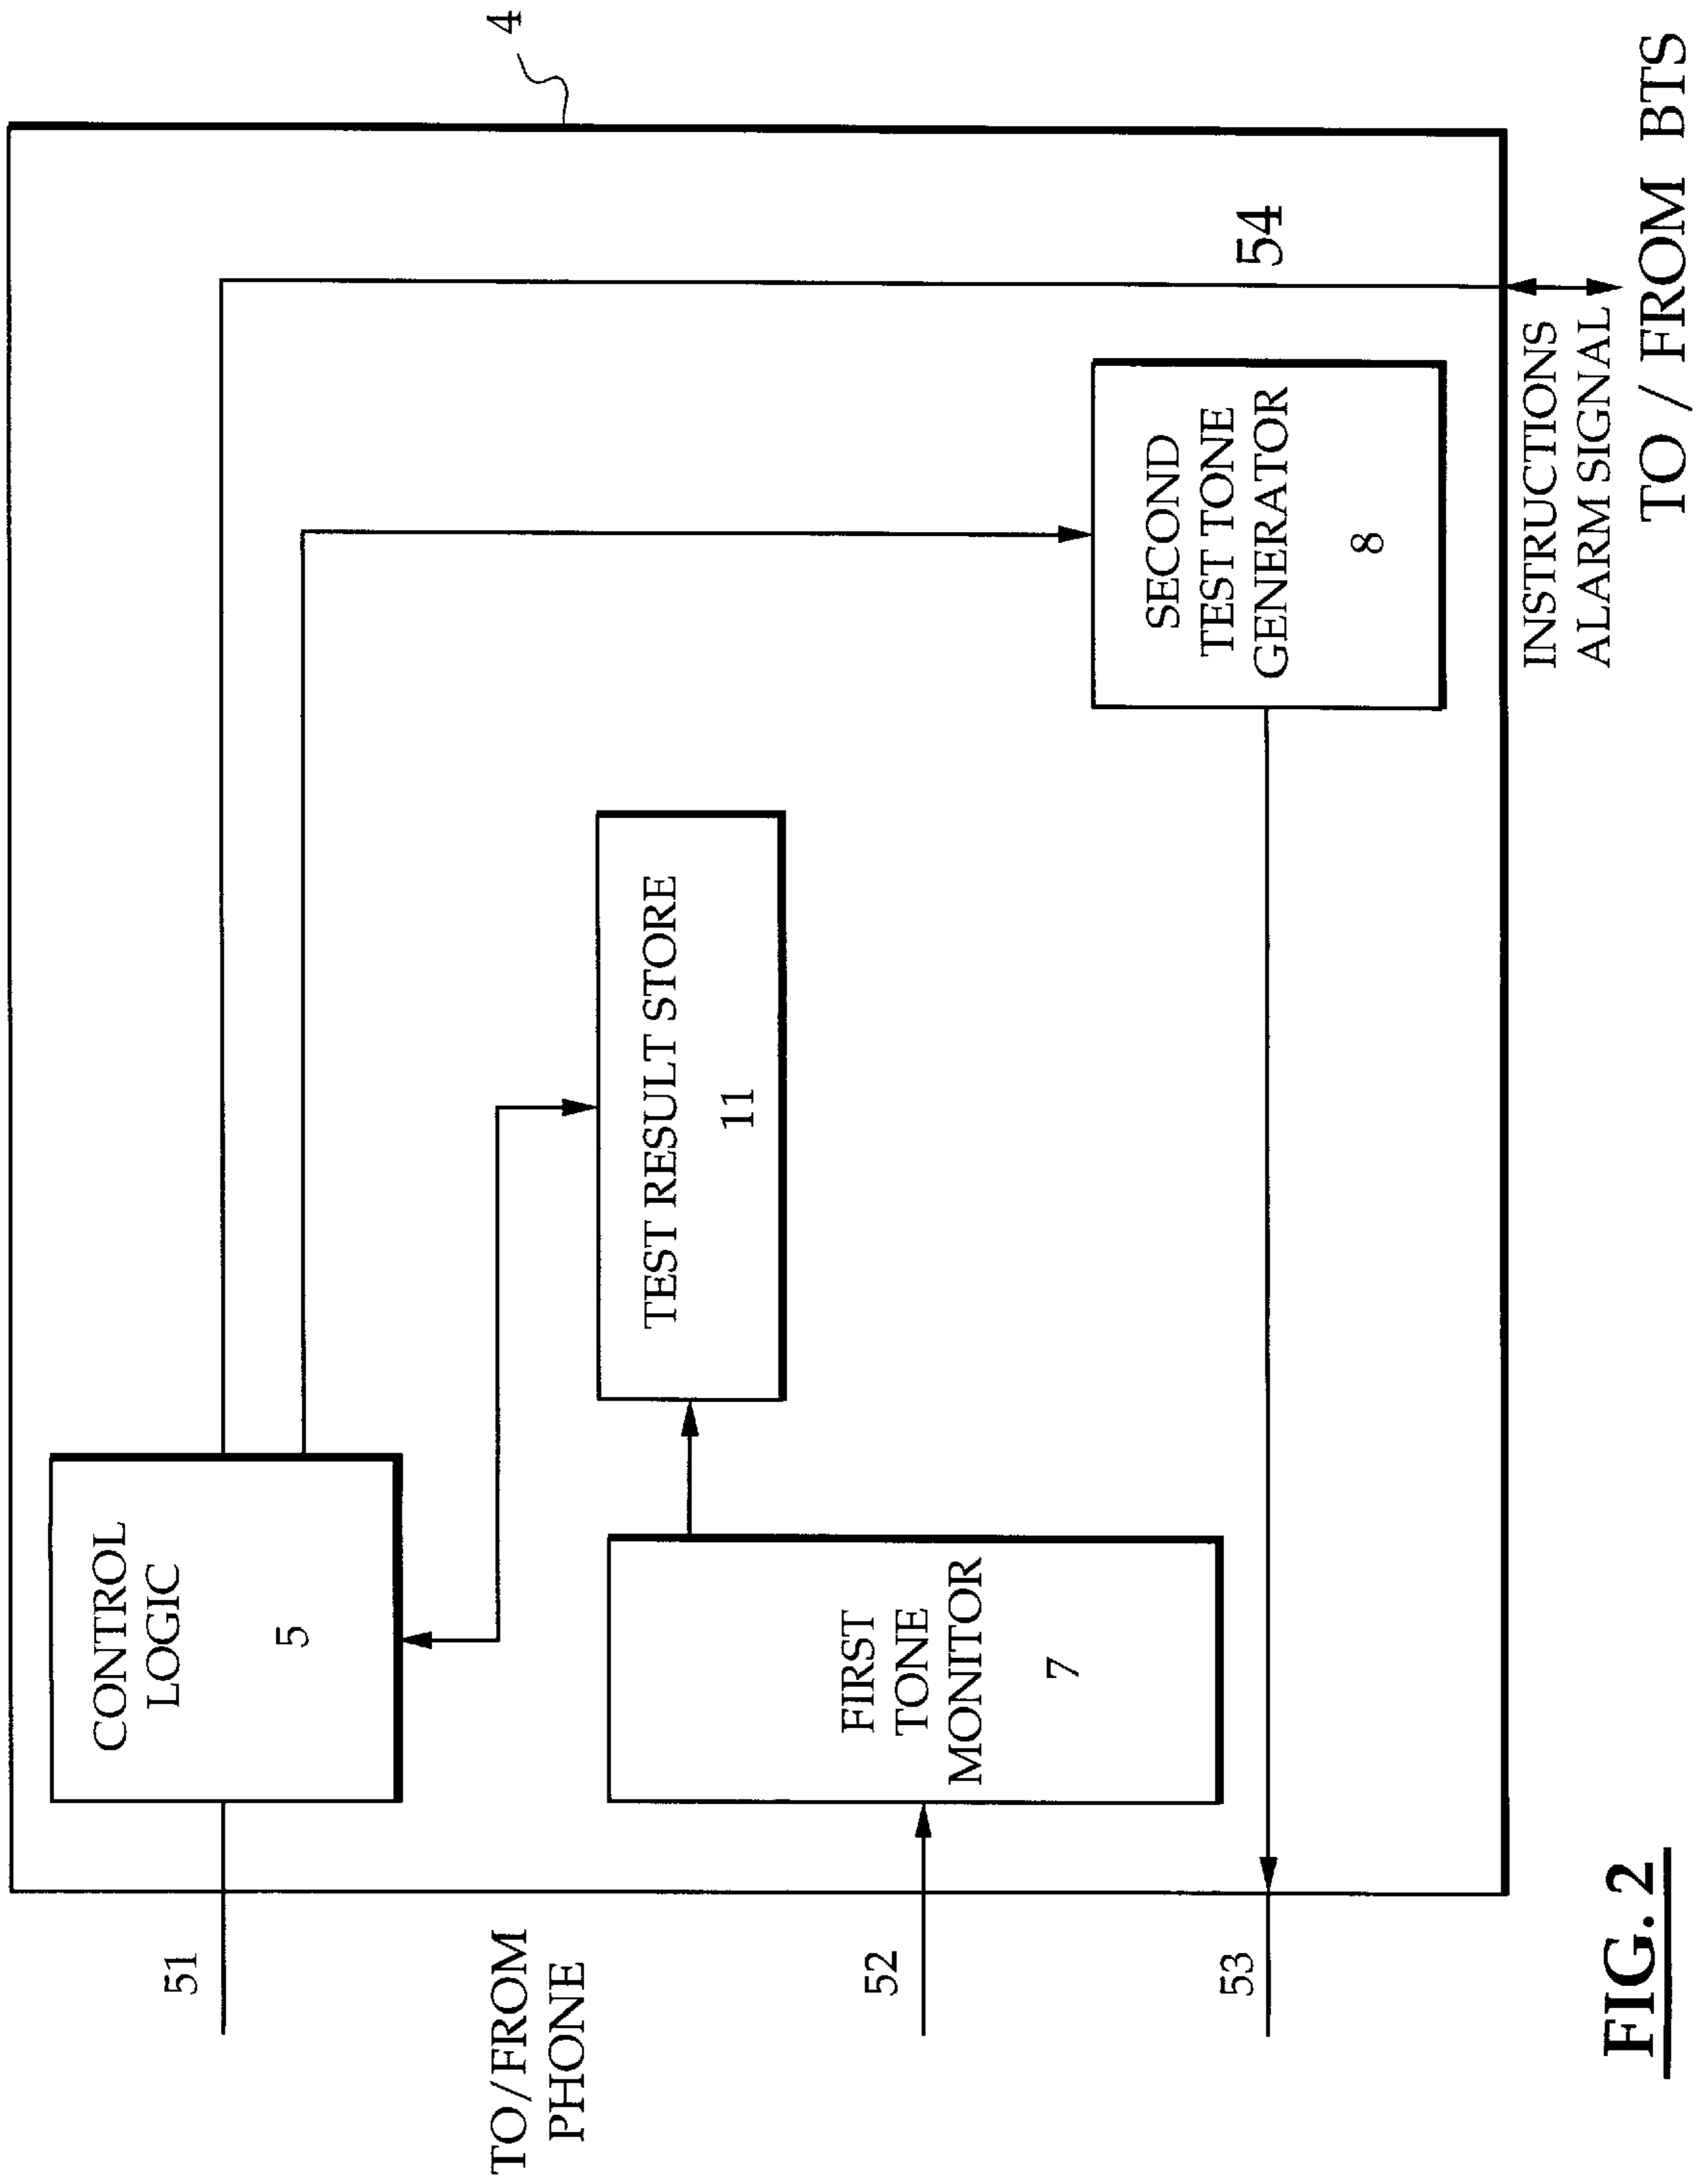 4
CONTROL
LOGIC
5
51
TO/FROM
PHONE
TEST RESULT STORE
11
FIRST
TONE
MONITOR
7
52
SECOND
TEST TONE
GENERATOR
8
53
54
INSTRUCTIONS
ALARM SIGNAL
TO / FROM BTS
FIG. 2